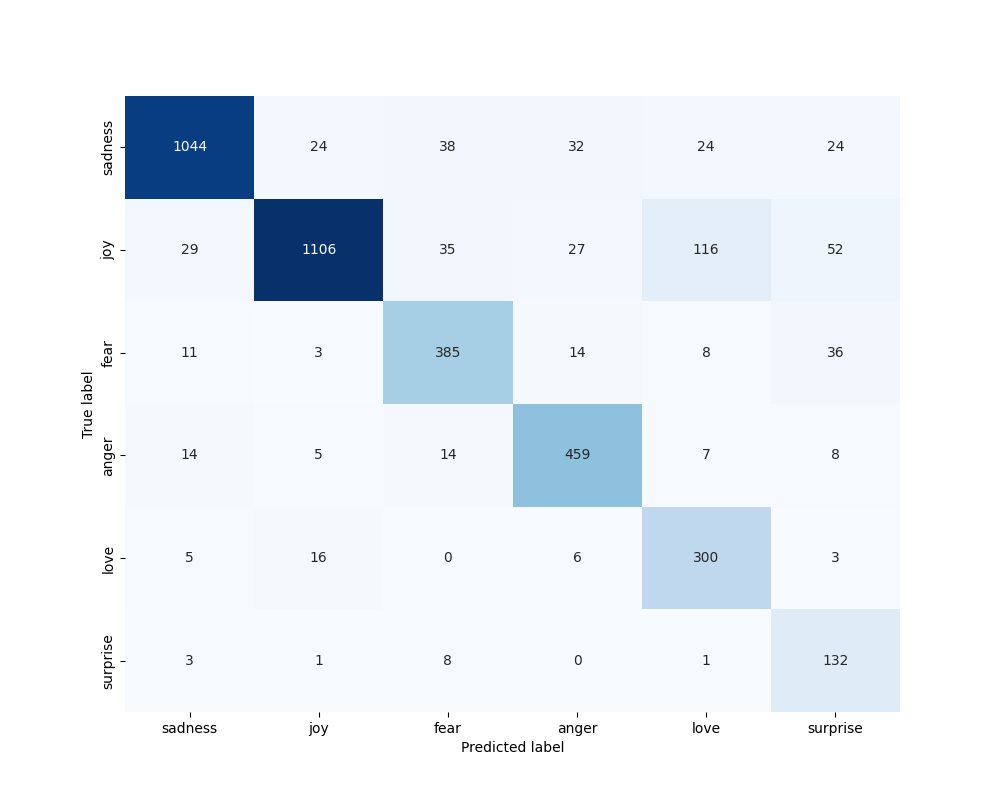 True label
sadness 1044 24 38 32 24 24
joy 29 1106 35 27 116 52
fear 11 3 385 14 8 36
anger 14 5 14 459 7 8
love 5 16 0 6 300 3
surprise 3 1 8 0 1 132
sadness joy fear anger love surprise
Predicted label